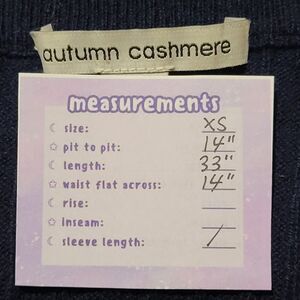 autumn cashmere
measurements
☾ size: XS
✩ pit to pit: 14"
☾ length: 33"
✩ waist flat across: 14"
☾ rise:
✩ inseam:
☾ sleeve length: /